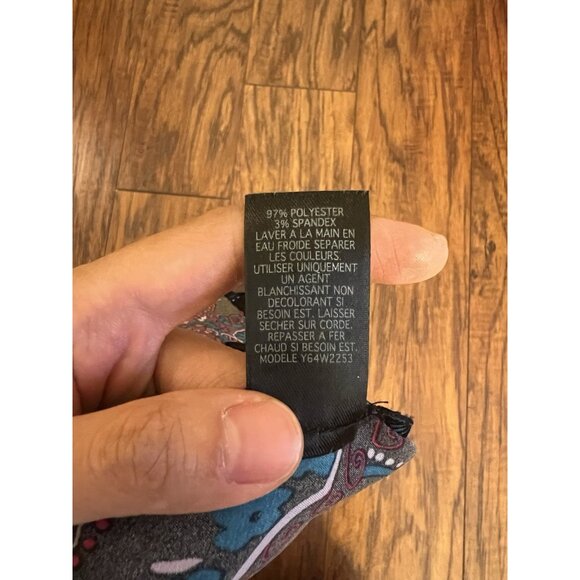 97% POLYESTER
3% SPANDEX
LAVER A LA MAIN EN
EAU FROIDE SEPARER
LES COULEURS.
UTILISER UNIQUEMENT
UN AGENT
BLANCHISSANT NON
DECOLORANT SI
BESOIN EST. LAISSER
SECHER SUR CORDE.
REPASSER A FER
CHAUD SI BESOIN EST.
MODELE Y64W2253